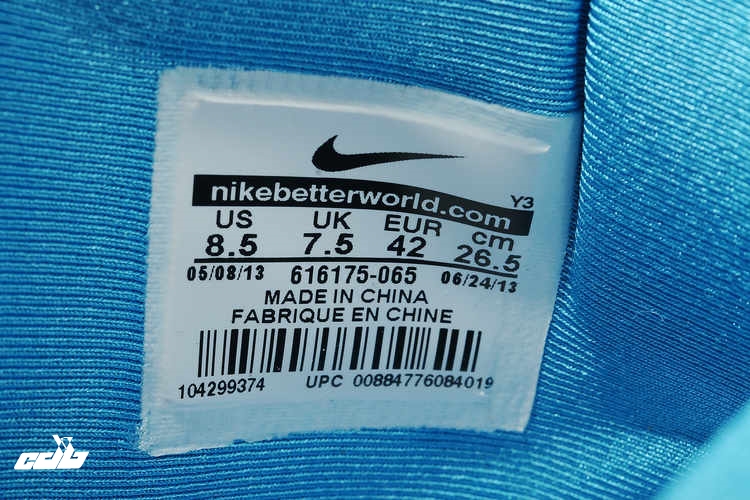 nikebetterworld.com Y3
US UK EUR cm
8.5 7.5 42 26.5
05/08/13 616175-065 06/24/13
MADE IN CHINA
FABRIQUE EN CHINE
104299374 UPC 00884776084019
cdb